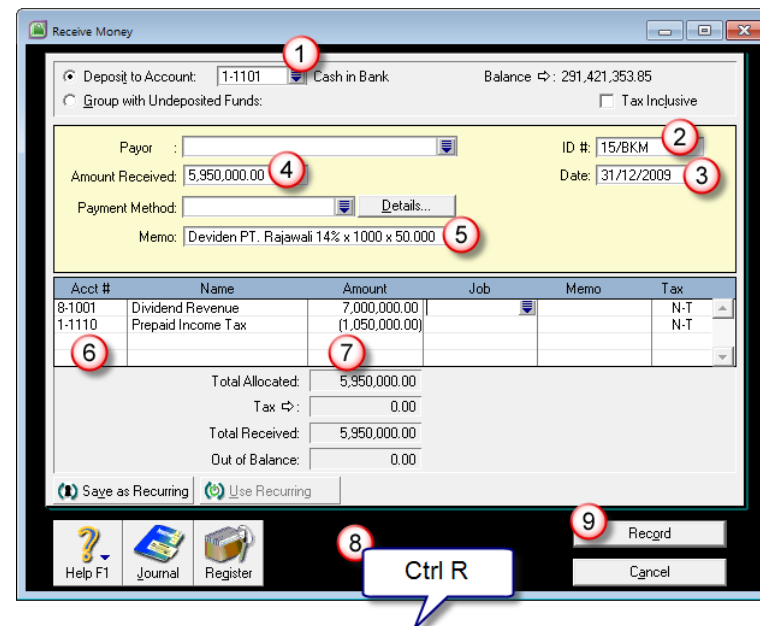 Receive Money
1
Deposit to Account: 1-1101 Cash in Bank Balance ⇨: 291,421,353.85
Group with Undeposited Funds: Tax Inclusive
Payor : ID #: 15/BKM 2
Amount Received: 5,950,000.00 4 Date: 31/12/2009 3
Payment Method: Details...
Memo: Deviden PT. Rajawali 14% x 1000 x 50.000 5
Acct # Name Amount Job Memo Tax
8-1001 Dividend Revenue 7,000,000.00 N-T
1-1110 Prepaid Income Tax (1,050,000.00) N-T
6 7
Total Allocated: 5,950,000.00
Tax ⇨: 0.00
Total Received: 5,950,000.00
Out of Balance: 0.00
Save as Recurring Use Recurring
8 9 Record
Help F1 Journal Register Ctrl R Cancel